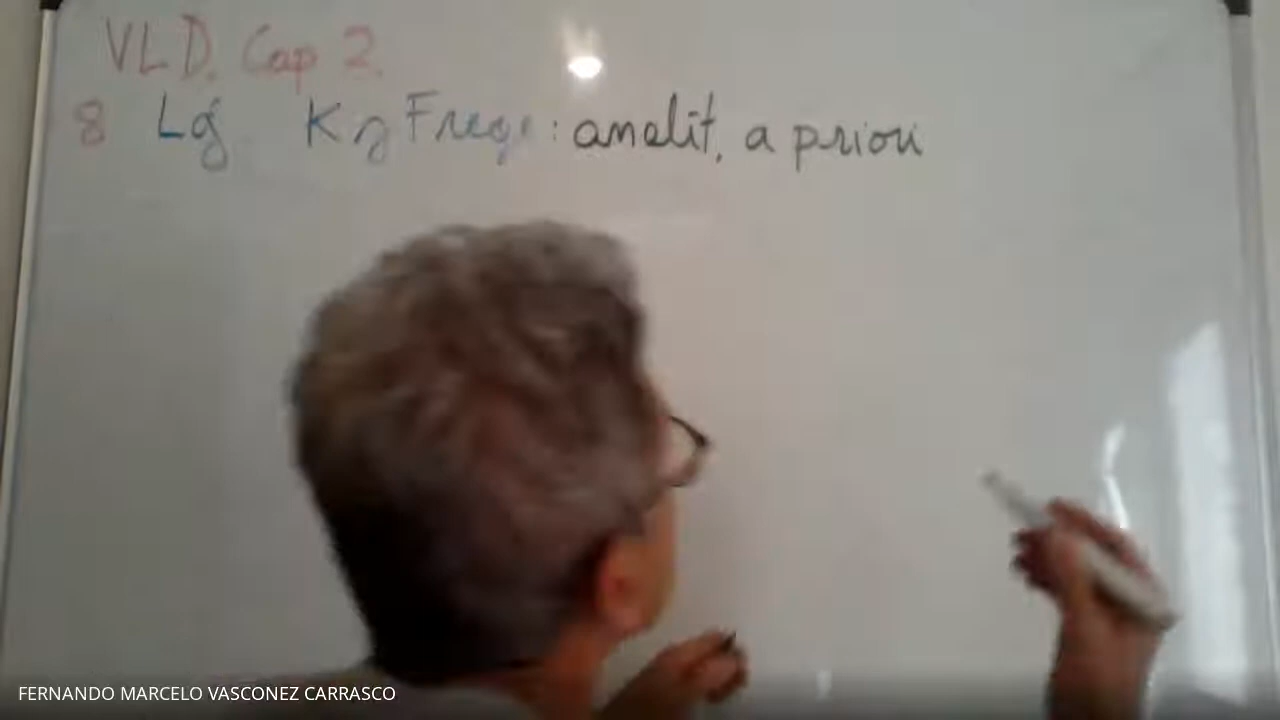 VLD. Cap 2.
8 Lg K y Frege: analit, a priori
FERNANDO MARCELO VASCONEZ CARRASCO